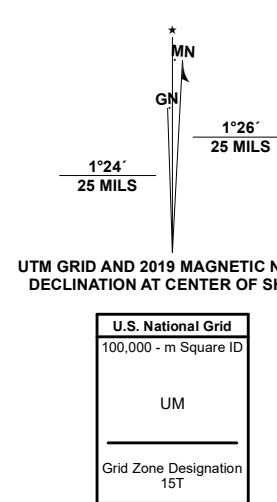 ★
MN
GN
1°26´
25 MILS
1°24´
25 MILS
UTM GRID AND 2019 MAGNETIC N
DECLINATION AT CENTER OF SH
U.S. National Grid
100,000 - m Square ID
UM
Grid Zone Designation
15T